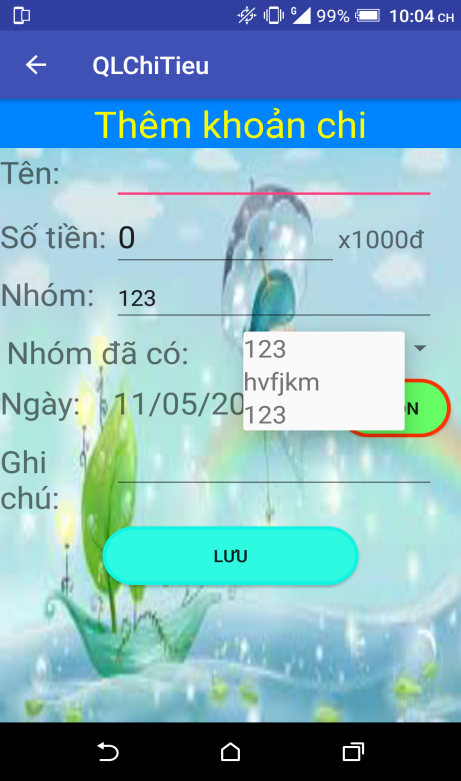 G 99% 10:04 CH
QLChiTieu
Thêm khoản chi
Tên:
Số tiền: 0 x1000đ
Nhóm: 123
Nhóm đã có:
123
hvfjkm
123
Ngày: 11/05/20
Ghi
chú:
LƯU